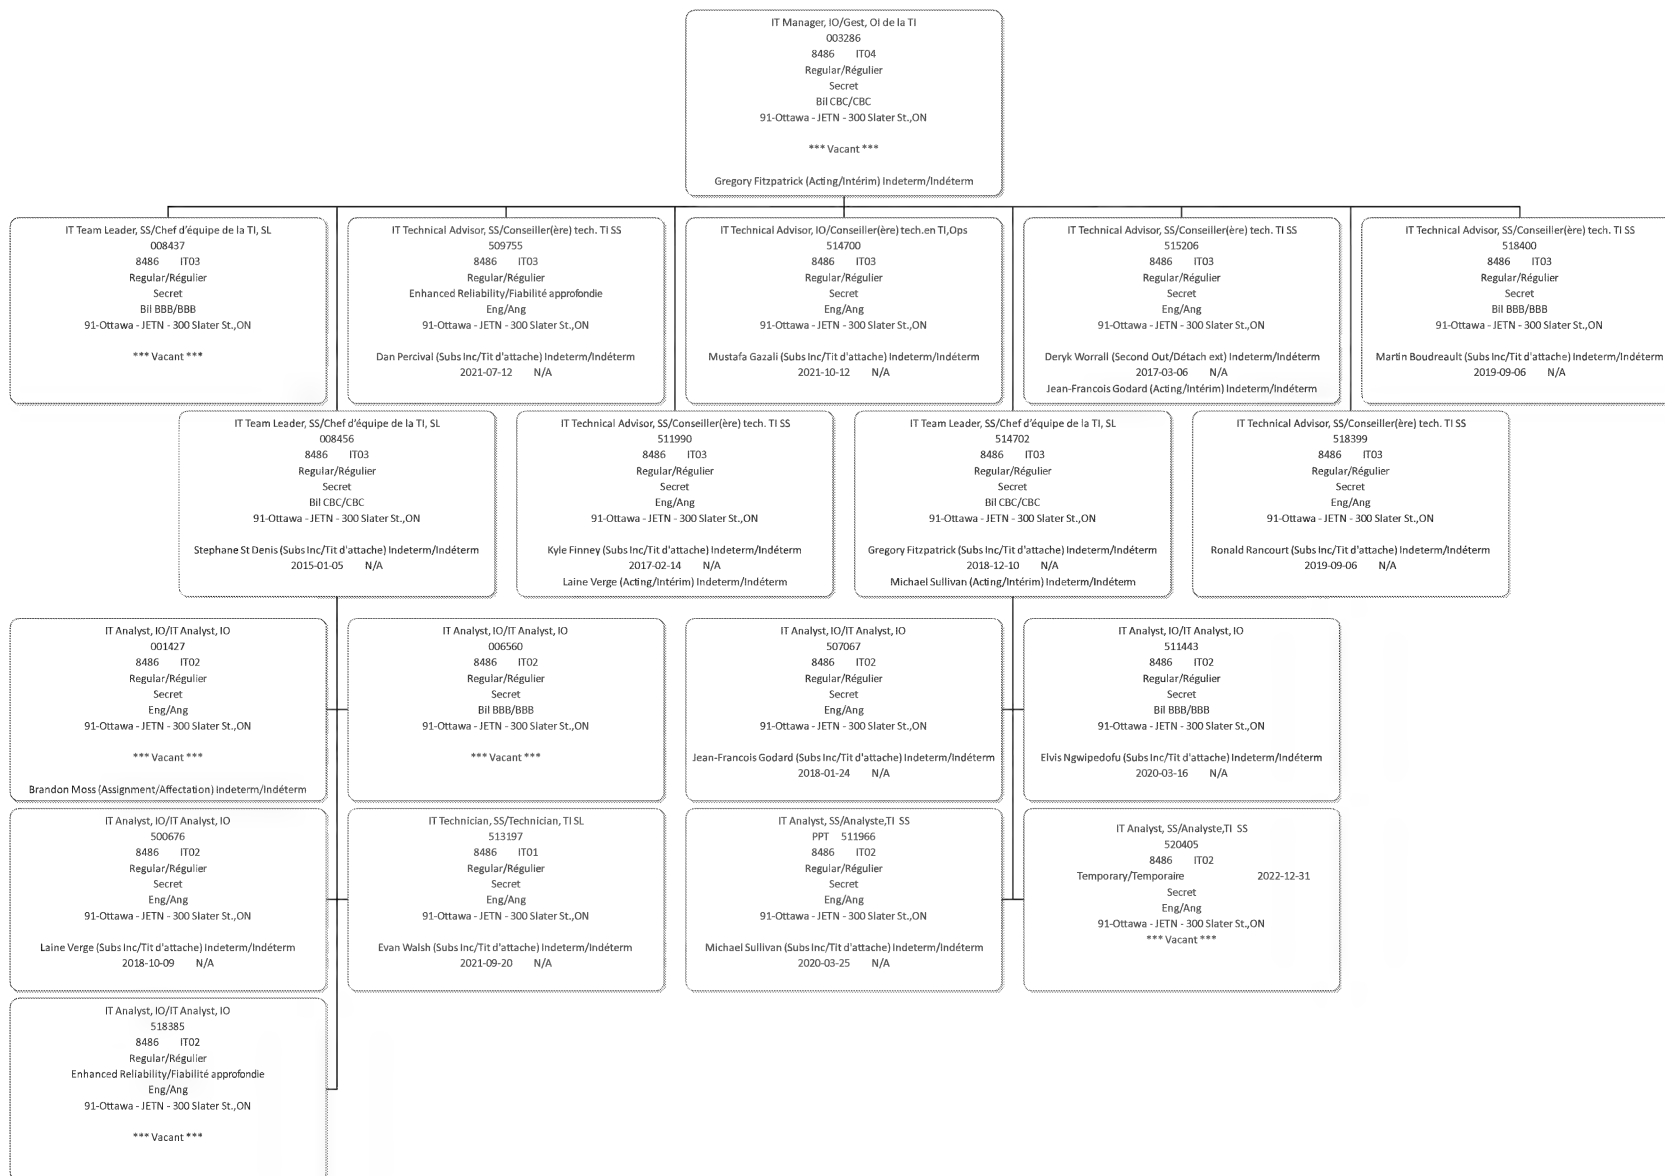 IT Manager, IO/Gest, OI de la TI
003286
8486 IT04
Regular/Régulier
Secret
Bil CBC/CBC
91-Ottawa - JETN - 300 Slater St.,ON
*** Vacant ***
Gregory Fitzpatrick (Acting/Intérim) Indeterm/Indéterm
IT Team Leader, SS/Chef d'équipe de la TI, SL
008437
8486 IT03
Regular/Régulier
Secret
Bil BBB/BBB
91-Ottawa - JETN - 300 Slater St.,ON
*** Vacant ***
IT Technical Advisor, SS/Conseiller(ère) tech. TI SS
509755
8486 IT03
Regular/Régulier
Enhanced Reliability/Fiabilité approfondie
Eng/Ang
91-Ottawa - JETN - 300 Slater St.,ON
Dan Percival (Subs Inc/Tit d'attache) Indeterm/Indéterm
2021-07-12 N/A
IT Technical Advisor, IO/Conseiller(ère) tech.en TI,Ops
514700
8486 IT03
Regular/Régulier
Secret
Eng/Ang
91-Ottawa - JETN - 300 Slater St.,ON
Mustafa Gazali (Subs Inc/Tit d'attache) Indeterm/Indéterm
2021-10-12 N/A
IT Technical Advisor, SS/Conseiller(ère) tech. TI SS
515206
8486 IT03
Regular/Régulier
Secret
Eng/Ang
91-Ottawa - JETN - 300 Slater St.,ON
Deryk Worrall (Second Out/Détach ext) Indeterm/Indéterm
2017-03-06 N/A
Jean-Francois Godard (Acting/Intérim) Indeterm/Indéterm
IT Technical Advisor, SS/Conseiller(ère) tech. TI SS
518400
8486 IT03
Regular/Régulier
Secret
Bil BBB/BBB
91-Ottawa - JETN - 300 Slater St.,ON
Martin Boudreault (Subs Inc/Tit d'attache) Indeterm/Indéterm
2019-09-06 N/A
IT Team Leader, SS/Chef d'équipe de la TI, SL
008456
8486 IT03
Regular/Régulier
Secret
Bil CBC/CBC
91-Ottawa - JETN - 300 Slater St.,ON
Stephane St Denis (Subs Inc/Tit d'attache) Indeterm/Indéterm
2015-01-05 N/A
IT Technical Advisor, SS/Conseiller(ère) tech. TI SS
511990
8486 IT03
Regular/Régulier
Secret
Eng/Ang
91-Ottawa - JETN - 300 Slater St.,ON
Kyle Finney (Subs Inc/Tit d'attache) Indeterm/Indéterm
2017-02-14 N/A
Laine Verge (Acting/Intérim) Indeterm/Indéterm
IT Team Leader, SS/Chef d'équipe de la TI, SL
514702
8486 IT03
Regular/Régulier
Secret
Bil CBC/CBC
91-Ottawa - JETN - 300 Slater St.,ON
Gregory Fitzpatrick (Subs Inc/Tit d'attache) Indeterm/Indéterm
2018-12-10 N/A
Michael Sullivan (Acting/Intérim) Indeterm/Indéterm
IT Technical Advisor, SS/Conseiller(ère) tech. TI SS
518399
8486 IT03
Regular/Régulier
Secret
Eng/Ang
91-Ottawa - JETN - 300 Slater St.,ON
Ronald Rancourt (Subs Inc/Tit d'attache) Indeterm/Indéterm
2019-09-06 N/A
IT Analyst, IO/IT Analyst, IO
001427
8486 IT02
Regular/Régulier
Secret
Eng/Ang
91-Ottawa - JETN - 300 Slater St.,ON
*** Vacant ***
Brandon Moss (Assignment/Affectation) Indeterm/Indéterm
IT Analyst, IO/IT Analyst, IO
006560
8486 IT02
Regular/Régulier
Secret
Bil BBB/BBB
91-Ottawa - JETN - 300 Slater St.,ON
*** Vacant ***
IT Analyst, IO/IT Analyst, IO
507067
8486 IT02
Regular/Régulier
Secret
Eng/Ang
91-Ottawa - JETN - 300 Slater St.,ON
Jean-Francois Godard (Subs Inc/Tit d'attache) Indeterm/Indéterm
2018-01-24 N/A
IT Analyst, IO/IT Analyst, IO
511443
8486 IT02
Regular/Régulier
Secret
Bil BBB/BBB
91-Ottawa - JETN - 300 Slater St.,ON
Elvis Ngwipedofu (Subs Inc/Tit d'attache) Indeterm/Indéterm
2020-03-16 N/A
IT Analyst, IO/IT Analyst, IO
500676
8486 IT02
Regular/Régulier
Secret
Eng/Ang
91-Ottawa - JETN - 300 Slater St.,ON
Laine Verge (Subs Inc/Tit d'attache) Indeterm/Indéterm
2018-10-09 N/A
IT Technician, SS/Technician, TI SL
513197
8486 IT01
Regular/Régulier
Secret
Eng/Ang
91-Ottawa - JETN - 300 Slater St.,ON
Evan Walsh (Subs Inc/Tit d'attache) Indeterm/Indéterm
2021-09-20 N/A
IT Analyst, SS/Analyste,TI SS
PPT 511966
8486 IT02
Regular/Régulier
Secret
Eng/Ang
91-Ottawa - JETN - 300 Slater St.,ON
Michael Sullivan (Subs Inc/Tit d'attache) Indeterm/Indéterm
2020-03-25 N/A
IT Analyst, SS/Analyste,TI SS
520405
8486 IT02
Temporary/Temporaire 2022-12-31
Secret
Eng/Ang
91-Ottawa - JETN - 300 Slater St.,ON
*** Vacant ***
IT Analyst, IO/IT Analyst, IO
518385
8486 IT02
Regular/Régulier
Enhanced Reliability/Fiabilité approfondie
Eng/Ang
91-Ottawa - JETN - 300 Slater St.,ON
*** Vacant ***